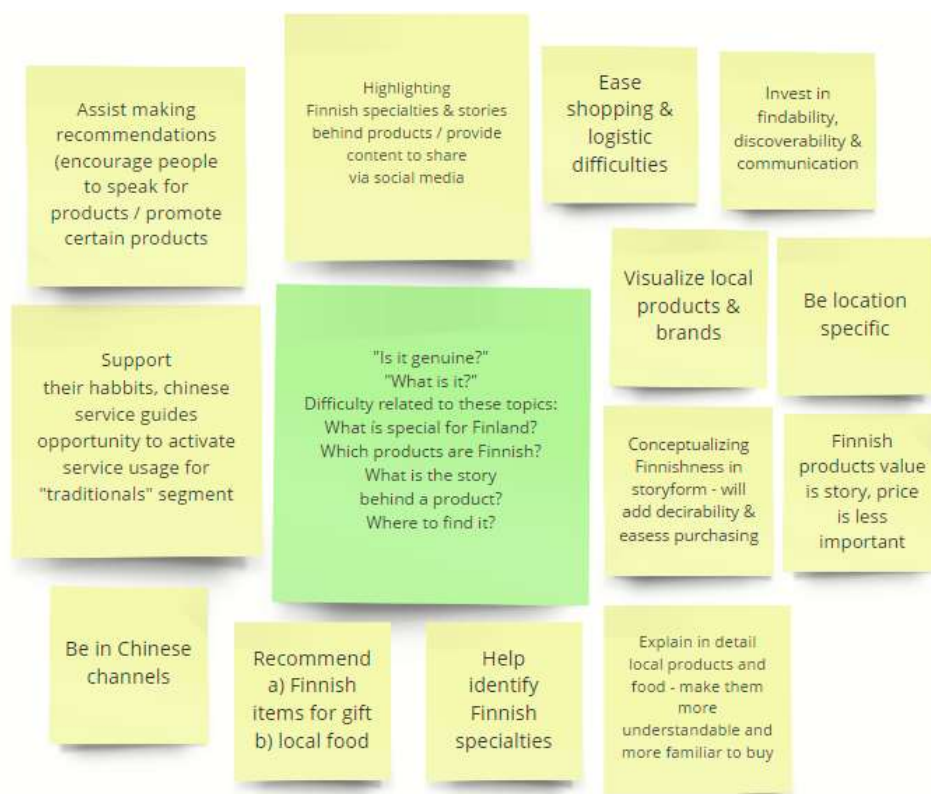 Assist making
recommendations
(encourage people
to speak for
products / promote
certain products
Highlighting
Finnish specialties & stories
behind products / provide
content to share
via social media
Ease
shopping &
logistic
difficulties
Invest in
findability,
discoverability &
communication
Support
their habbits, chinese
service guides
opportunity to activate
service usage for
"traditionals" segment
"Is it genuine?"
"What is it?"
Difficulty related to these topics:
What is special for Finland?
Which products are Finnish?
What is the story
behind a product?
Where to find it?
Visualize local
products &
brands
Be location
specific
Conceptualizing
Finnishness in
storyform - will
add decirability &
easess purchasing
Finnish
products value
is story, price
is less
important
Be in Chinese
channels
Recommend
a) Finnish
items for gift
b) local food
Help
identify
Finnish
specialties
Explain in detail
local products and
food - make them
more
understandable and
more familiar to buy